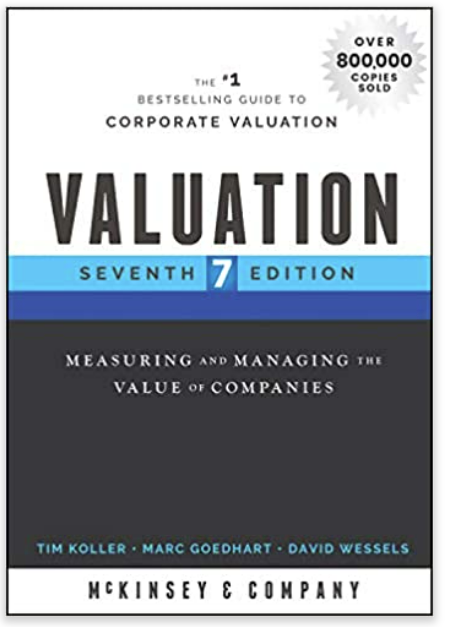 OVER
800,000
COPIES
SOLD
THE #1
BESTSELLING GUIDE TO
CORPORATE VALUATION
VALUATION
SEVENTH 7 EDITION
MEASURING AND MANAGING THE
VALUE OF COMPANIES
TIM KOLLER • MARC GOEDHART • DAVID WESSELS
McKINSEY & COMPANY